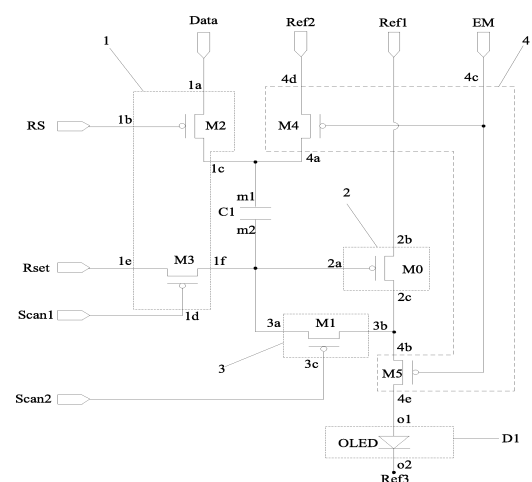 Data Ref2 Ref1 EM
1 4
1a 4d 4c
RS 1b M2 M4
1c 4a
m1
C1
m2 2
2b
Rset 1e M3 1f 2a M0
2c
Scan1 1d 3a M1 3b
3 3c 4b
M5
Scan2 4e
o1
OLED D1
o2
Ref3